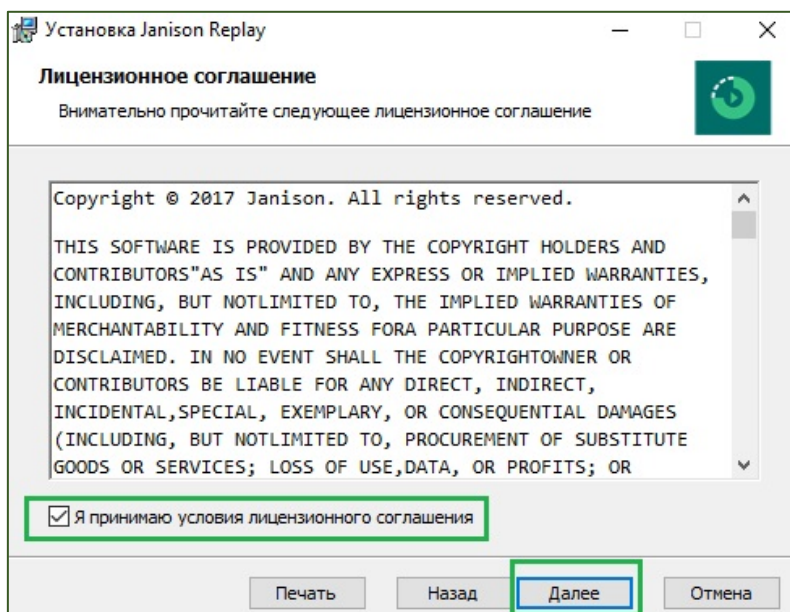 Установка Janison Replay
Лицензионное соглашение
Внимательно прочитайте следующее лицензионное соглашение
Copyright © 2017 Janison. All rights reserved.
THIS SOFTWARE IS PROVIDED BY THE COPYRIGHT HOLDERS AND
CONTRIBUTORS"AS IS" AND ANY EXPRESS OR IMPLIED WARRANTIES,
INCLUDING, BUT NOTLIMITED TO, THE IMPLIED WARRANTIES OF
MERCHANTABILITY AND FITNESS FORA PARTICULAR PURPOSE ARE
DISCLAIMED. IN NO EVENT SHALL THE COPYRIGHTOWNER OR
CONTRIBUTORS BE LIABLE FOR ANY DIRECT, INDIRECT,
INCIDENTAL,SPECIAL, EXEMPLARY, OR CONSEQUENTIAL DAMAGES
(INCLUDING, BUT NOTLIMITED TO, PROCUREMENT OF SUBSTITUTE
GOODS OR SERVICES; LOSS OF USE,DATA, OR PROFITS; OR
Я принимаю условия лицензионного соглашения
Печать Назад Далее Отмена